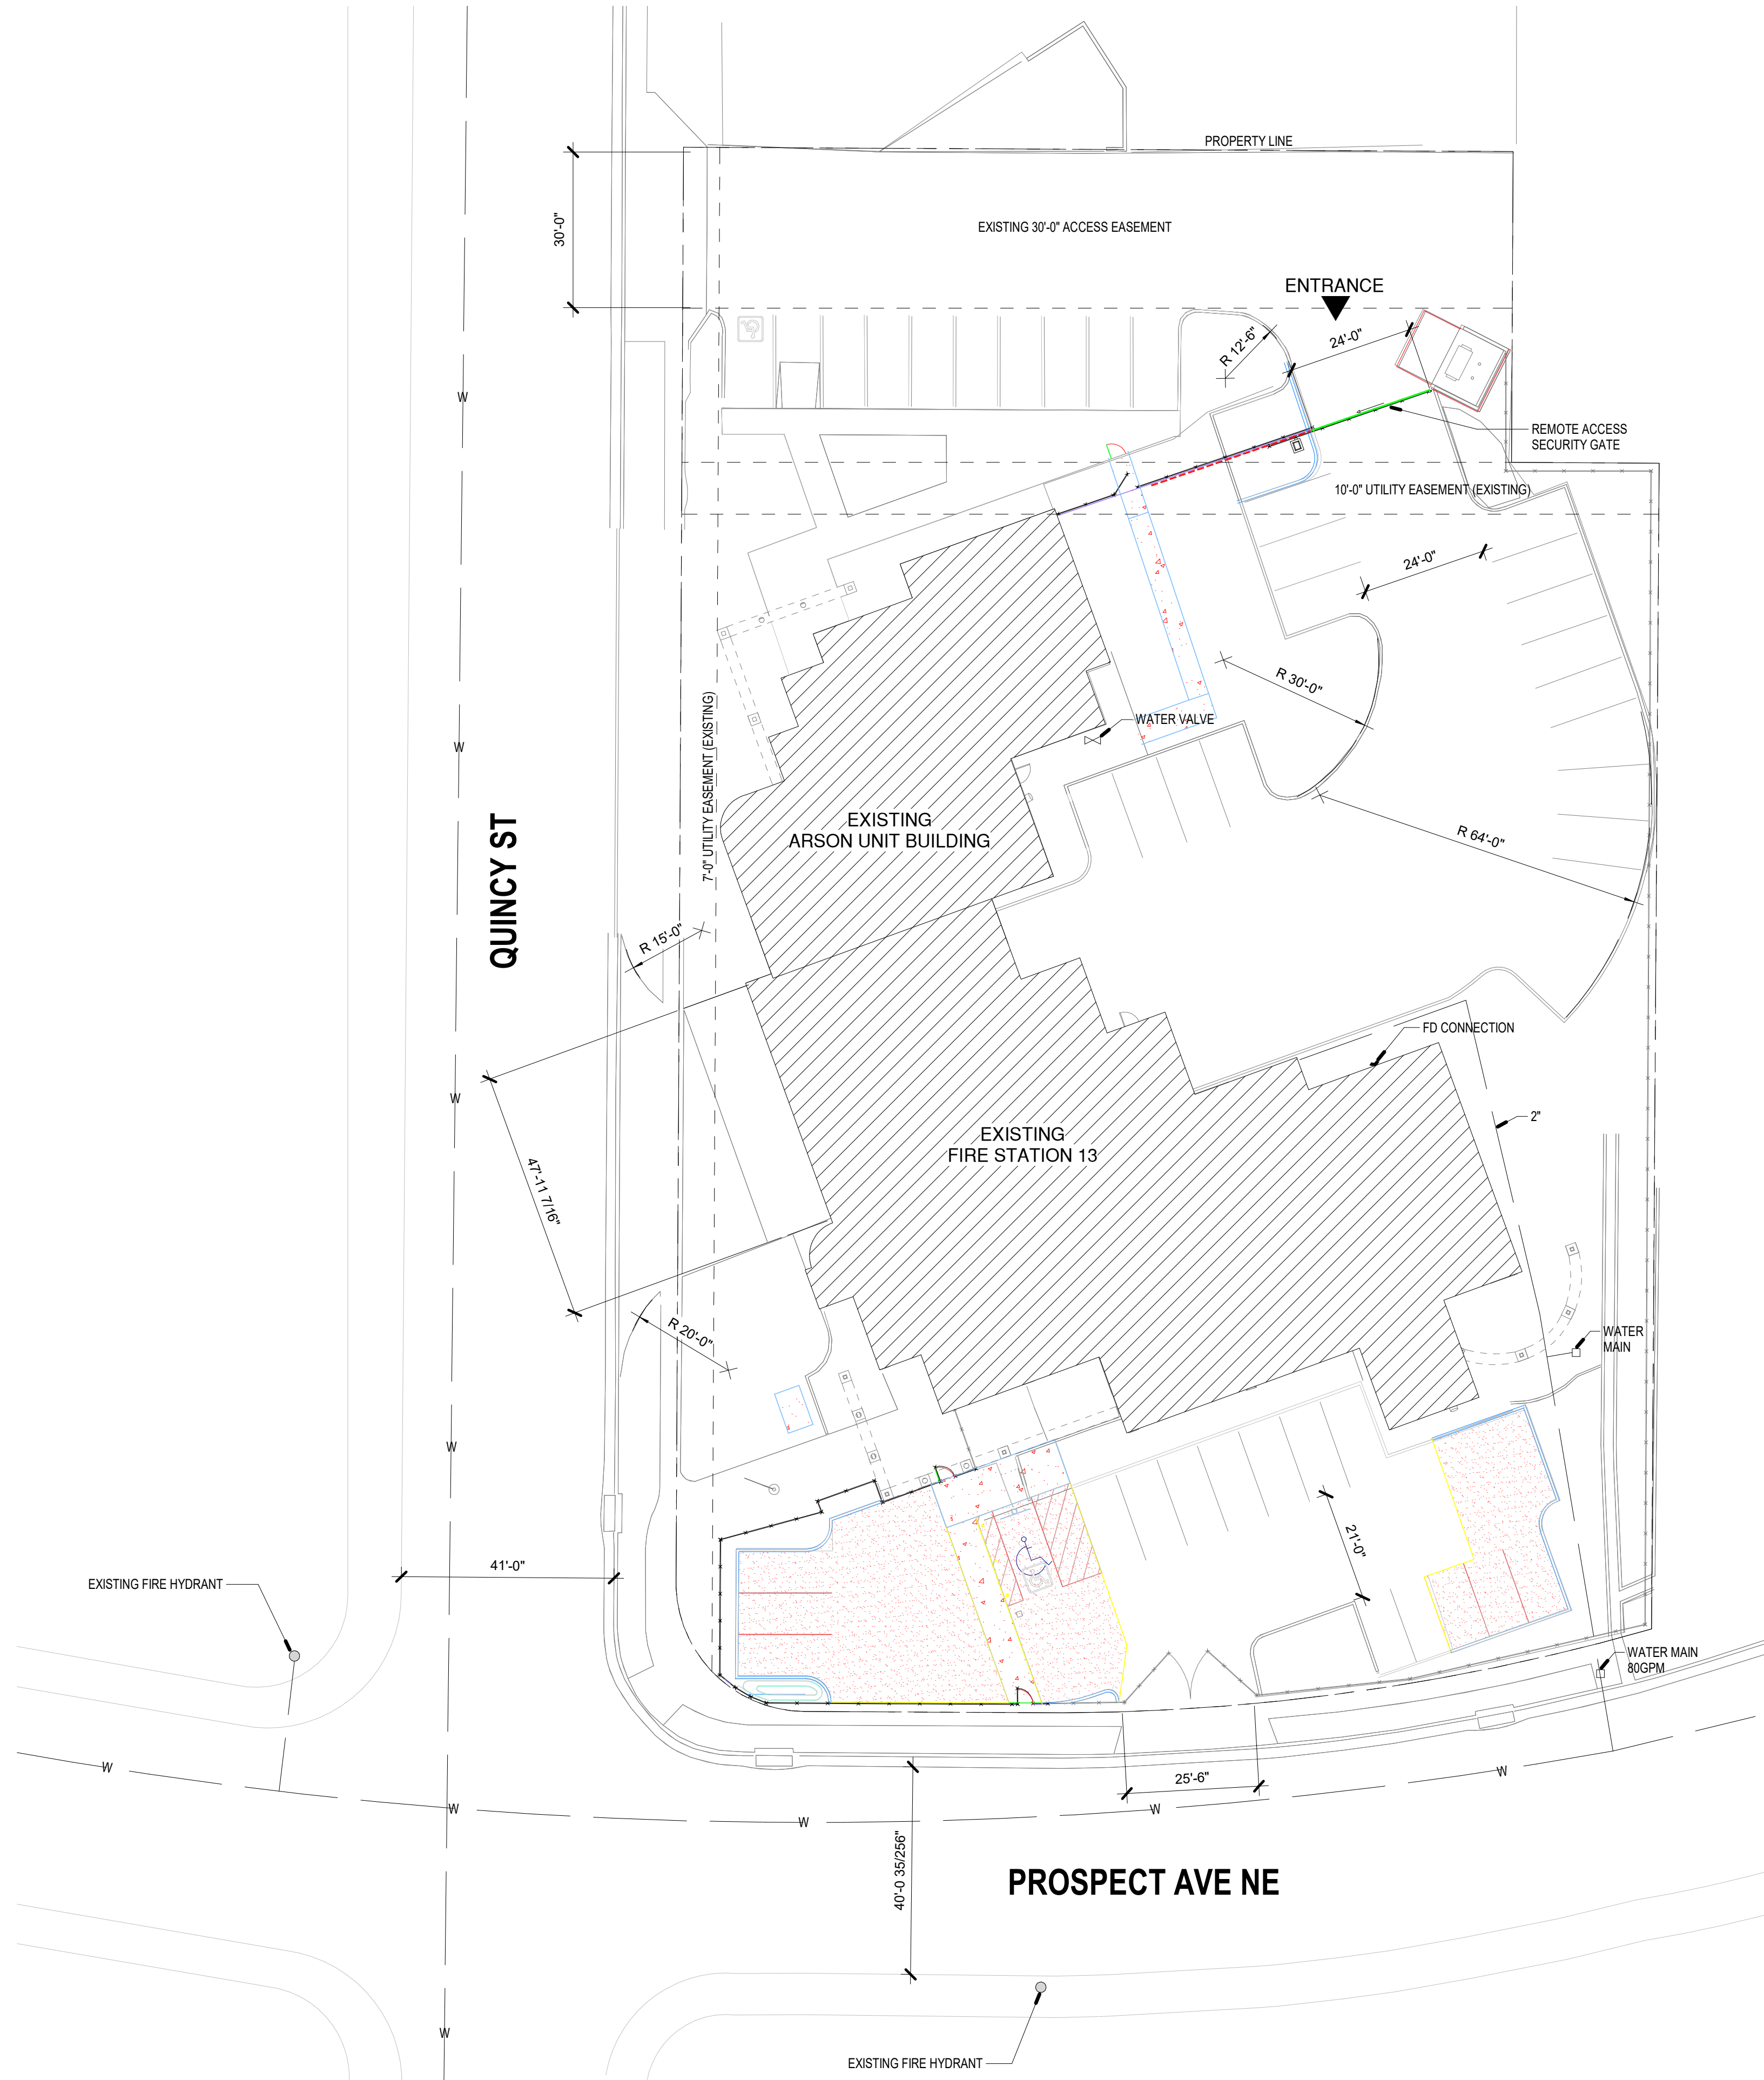 PROPERTY LINE
30'-0"
EXISTING 30'-0" ACCESS EASEMENT
ENTRANCE
R 12'-6"
24'-0"
W
REMOTE ACCESS
SECURITY GATE
10'-0" UTILITY EASEMENT (EXISTING)
24'-0"
R 30'-0"
7'-0" UTILITY EASEMENT (EXISTING)
WATER VALVE
W
QUINCY ST
EXISTING
ARSON UNIT BUILDING
R 64'-0"
R 15'-0"
FD CONNECTION
W
2"
EXISTING
FIRE STATION 13
47'-11 7/16"
R 20'-0"
WATER
MAIN
W
21'-0"
41'-0"
EXISTING FIRE HYDRANT
WATER MAIN
80GPM
W
W
W
W
W
25'-6"
40'-0 35/256"
PROSPECT AVE NE
W
EXISTING FIRE HYDRANT